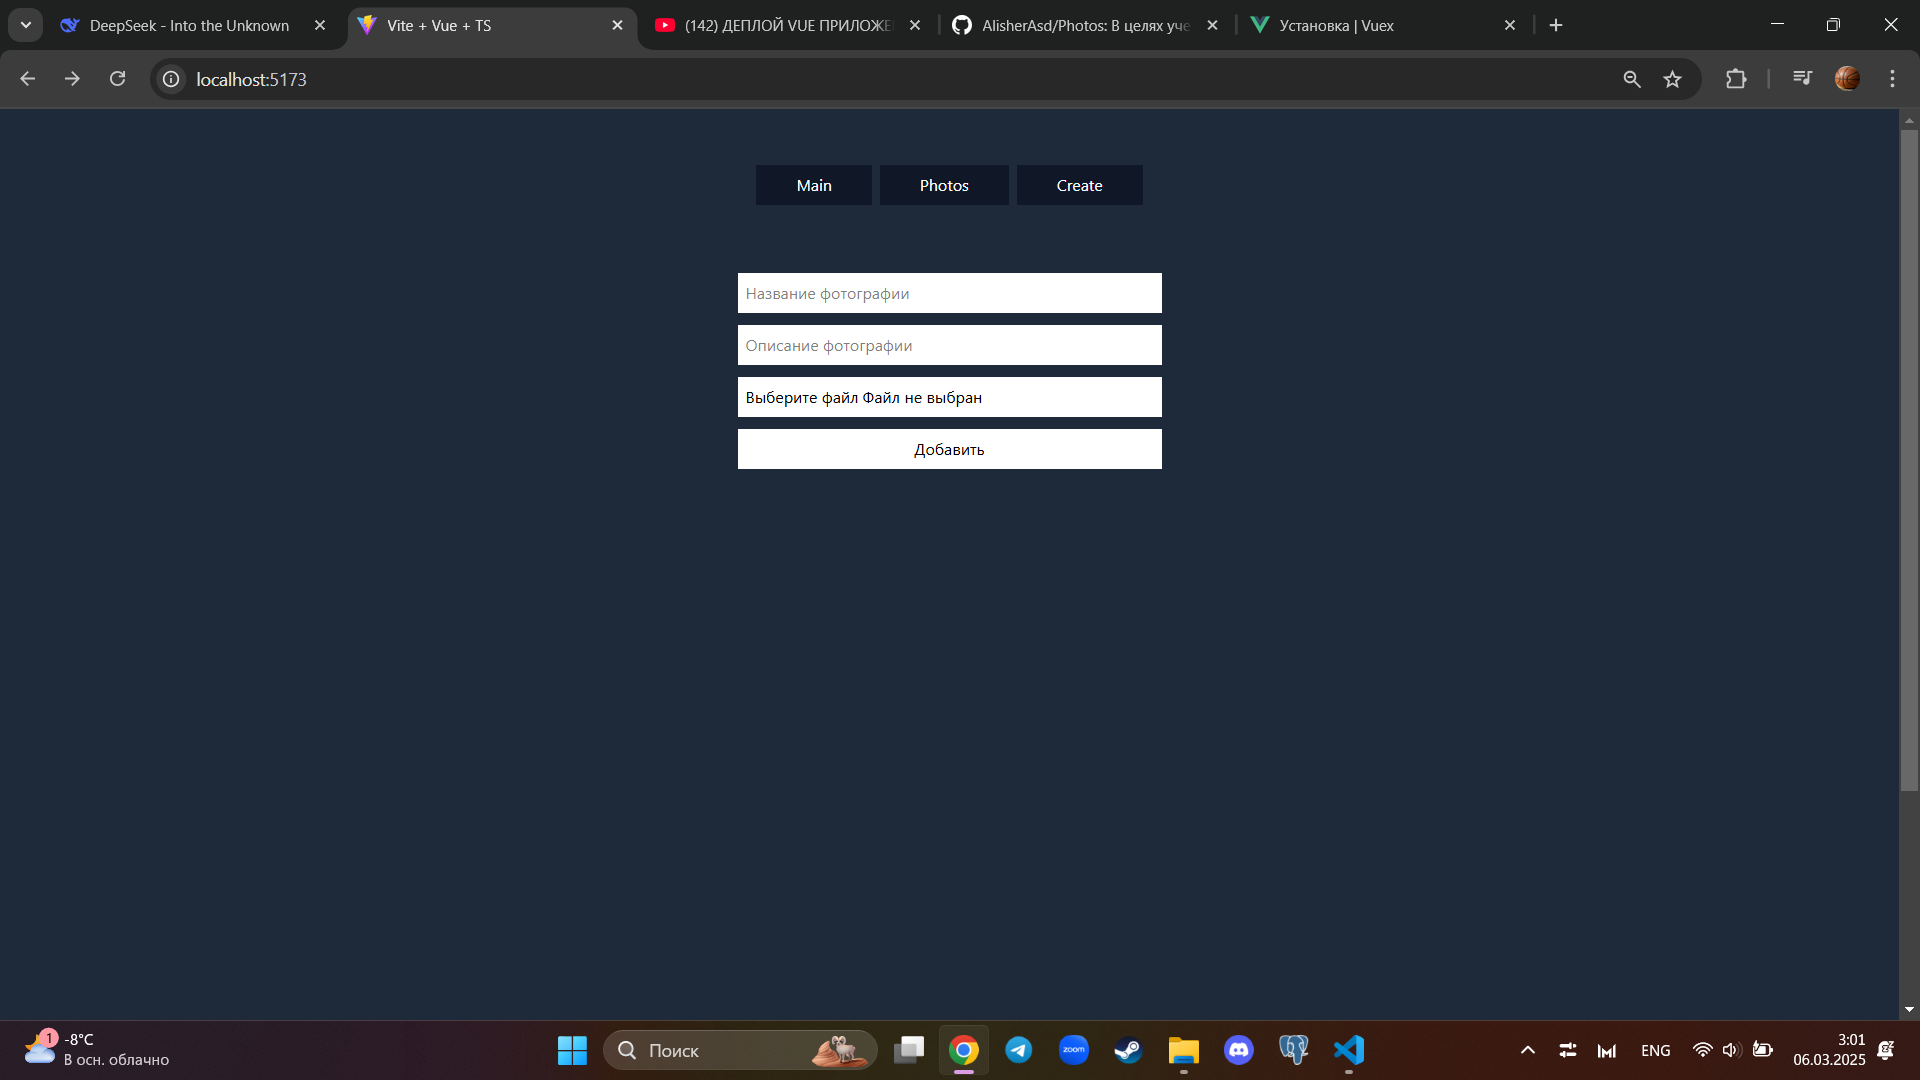 DeepSeek - Into the Unknown
Vite + Vue + TS
(142) ДЕПЛОЙ VUE ПРИЛОЖЕ
AlisherAsd/Photos: В целях уче
Установка | Vuex
localhost:5173
Main
Photos
Create
Название фотографии
Описание фотографии
Выберите файл Файл не выбран
Добавить
1
-8°C
В осн. облачно
Поиск
zoom
ENG
3:01
06.03.2025